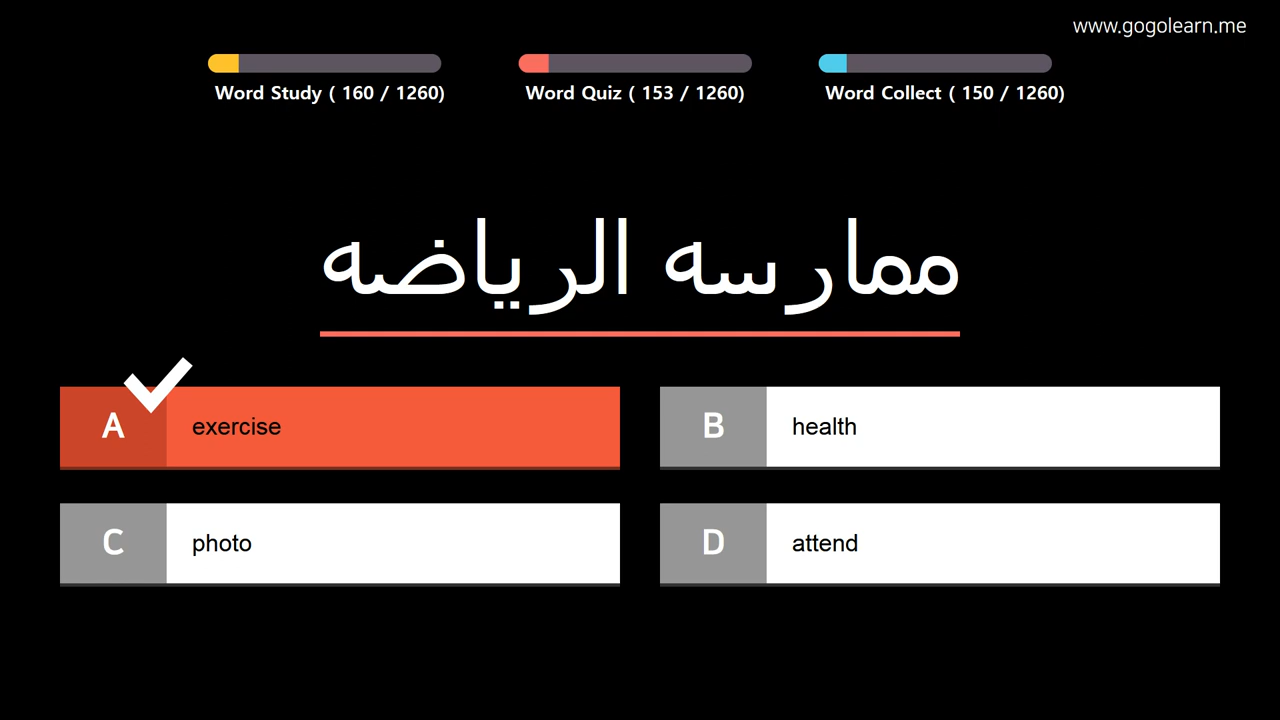 www.gogolearn.me
Word Study ( 160 / 1260)
Word Quiz ( 153 / 1260)
Word Collect ( 150 / 1260)
ممارسه الرياضه
A exercise
B health
C photo
D attend